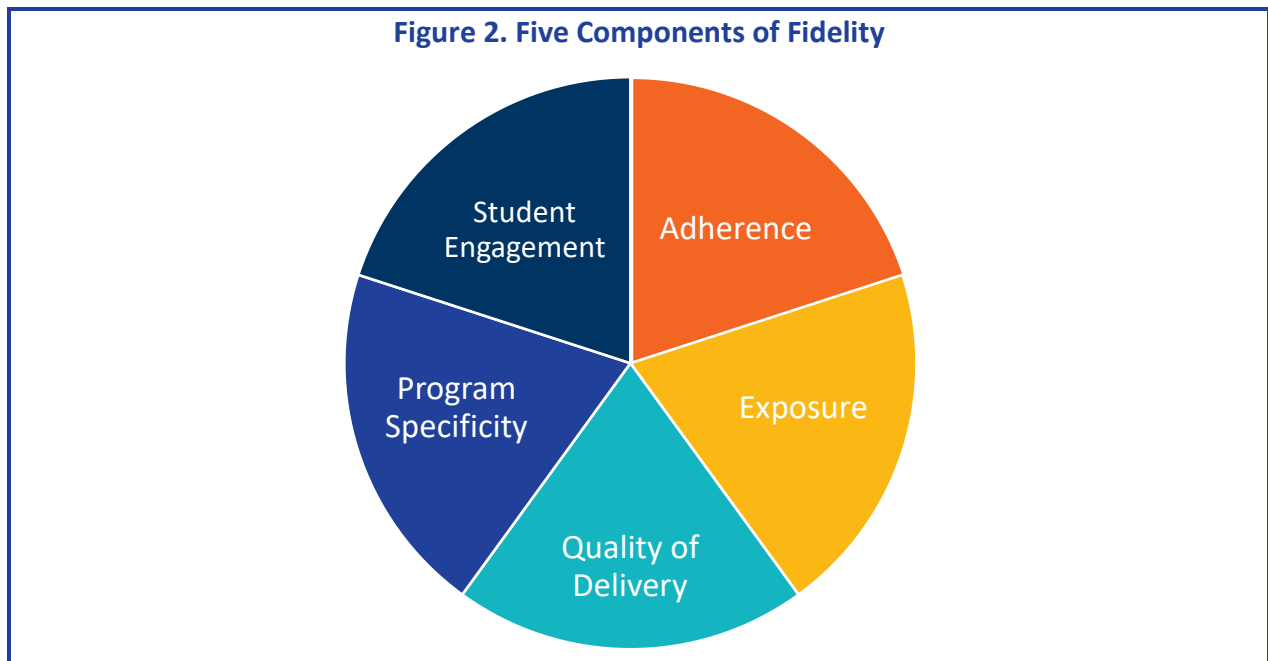 Figure 2. Five Components of Fidelity
Student
Engagement
Adherence
Program
Specificity
Exposure
Quality of
Delivery